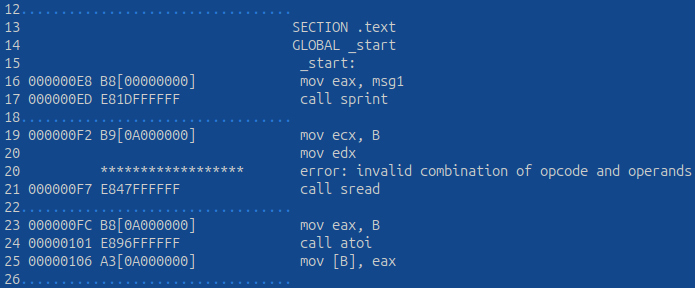 12
13 SECTION .text
14 GLOBAL _start
15 _start:
16 000000E8 B8[00000000] mov eax, msg1
17 000000ED E81DFFFFFF call sprint
18
19 000000F2 B9[0A000000] mov ecx, B
20 mov edx
20 ****************** error: invalid combination of opcode and operands
21 000000F7 E847FFFFFF call sread
22
23 000000FC B8[0A000000] mov eax, B
24 00000101 E896FFFFFF call atoi
25 00000106 A3[0A000000] mov [B], eax
26